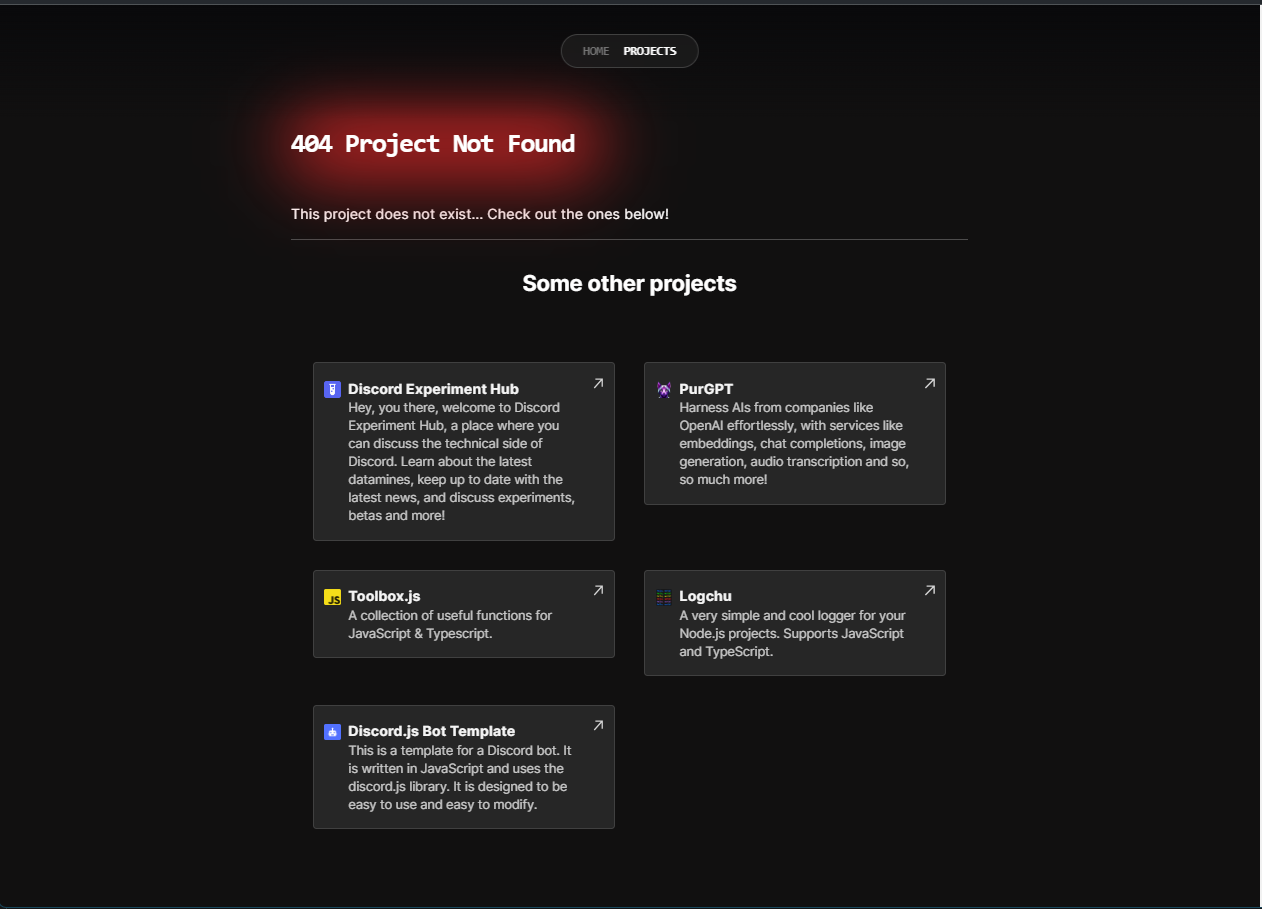 HOME PROJECTS
404 Project Not Found
This project does not exist... Check out the ones below!
Some other projects
Discord Experiment Hub
Hey, you there, welcome to Discord
Experiment Hub, a place where you
can discuss the technical side of
Discord. Learn about the latest
datamines, keep up to date with the
latest news, and discuss experiments,
betas and more!
PurGPT
Harness AIs from companies like
OpenAI effortlessly, with services like
embeddings, chat completions, image
generation, audio transcription and so,
so much more!
JS Toolbox.js
A collection of useful functions for
JavaScript & Typescript.
Logchu
A very simple and cool logger for your
Node.js projects. Supports JavaScript
and TypeScript.
Discord.js Bot Template
This is a template for a Discord bot. It
is written in JavaScript and uses the
discord.js library. It is designed to be
easy to use and easy to modify.